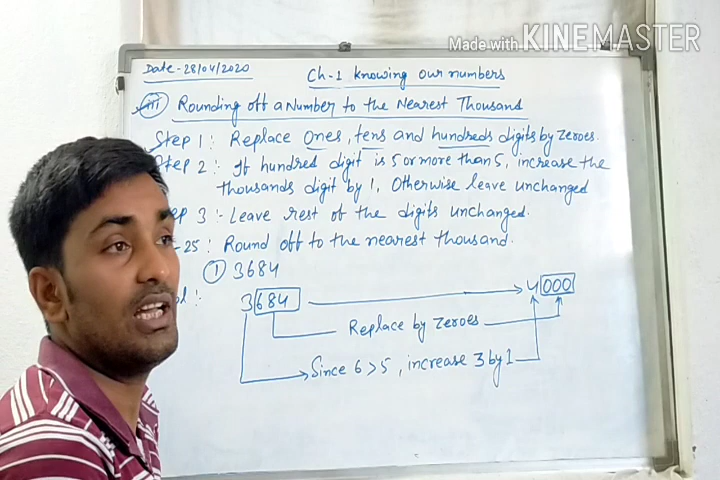 Made with KINEMASTER
Date-28/04/2020
Ch-1 Knowing our numbers
(iii) Rounding off a Number to the Nearest Thousand
Step 1: Replace Ones, tens and hundreds digits by zeroes.
Step 2: If hundred digit is 5 or more than 5, increase the
thousands digit by 1, Otherwise leave unchanged
ep 3 :- Leave rest of the digits unchanged.
-25: Round off to the nearest thousand.
(1) 3684
ol :- 3684 → 4000
Replace by zeroes
Since 6 > 5, increase 3 by 1